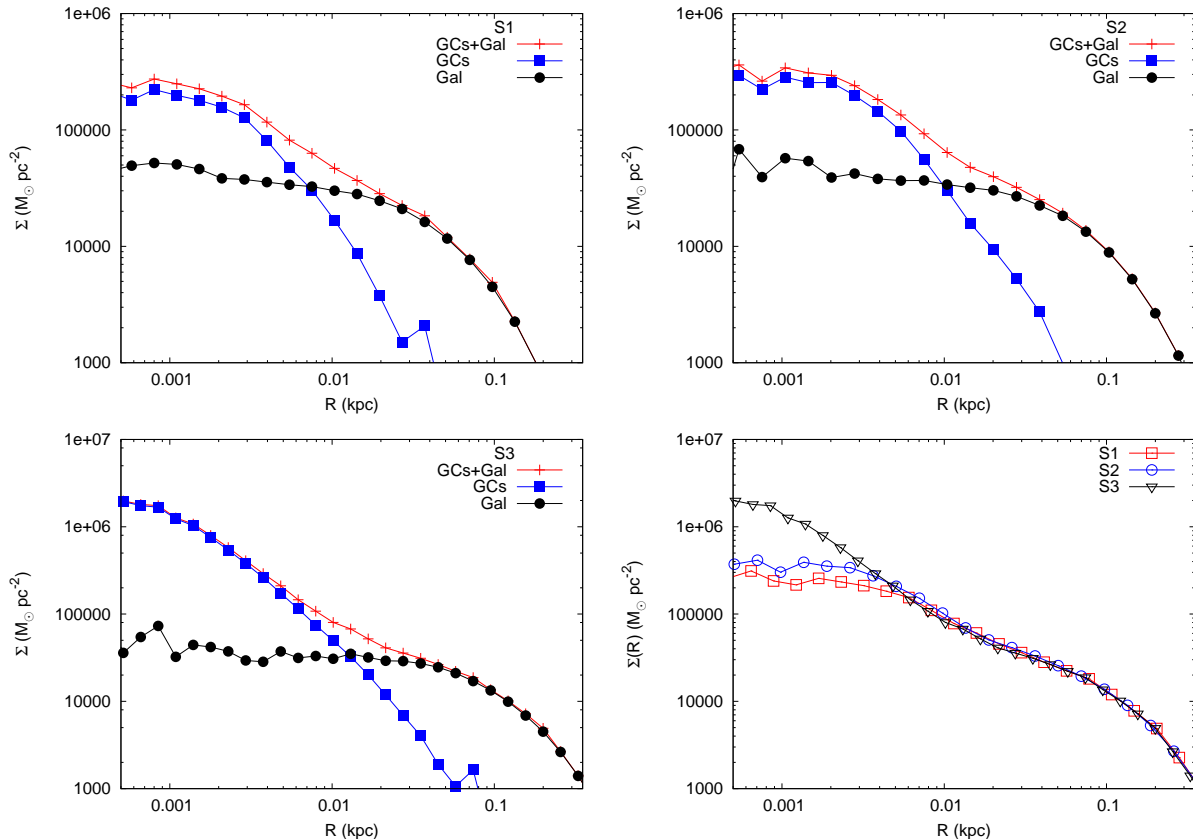 1e+06
100000
10000
1000
Σ (M⊙ pc-2)
0.001
0.01
0.1
R (kpc)
S1
GCs+Gal
GCs
Gal
1e+06
100000
10000
1000
Σ (M⊙ pc-2)
0.001
0.01
0.1
R (kpc)
S2
GCs+Gal
GCs
Gal
1e+07
1e+06
100000
10000
1000
Σ (M⊙ pc-2)
0.001
0.01
0.1
R (kpc)
S3
GCs+Gal
GCs
Gal
1e+07
1e+06
100000
10000
1000
Σ(R) (M⊙ pc-2)
0.001
0.01
0.1
R (kpc)
S1
S2
S3